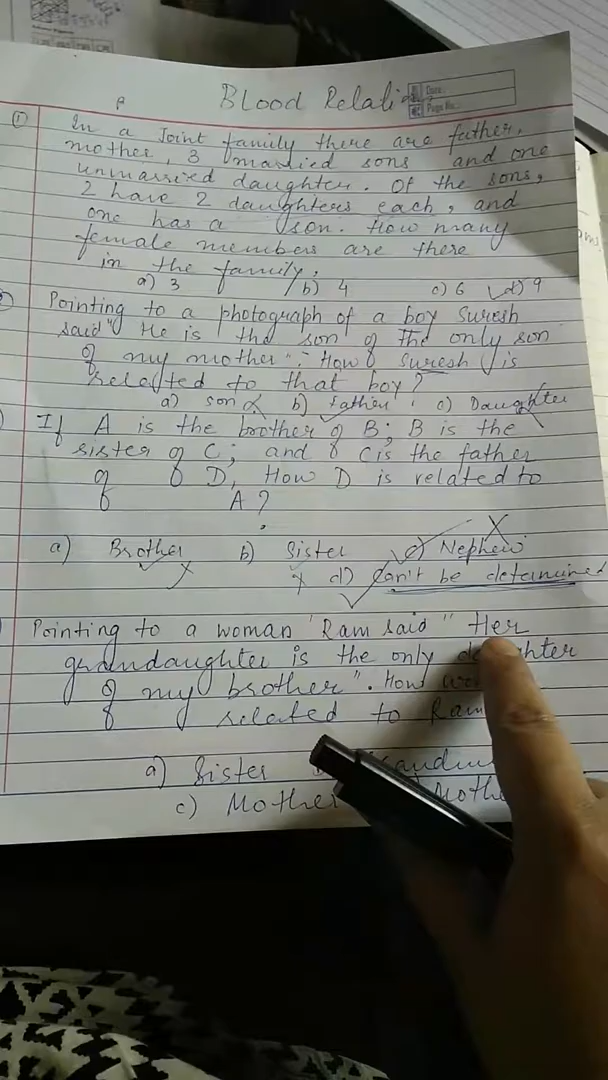 Blood Relati
Date:
Page No.
① In a Joint family there are father,
mother, 3 married sons and one
unmarried daughter. Of the sons,
2 have 2 daughters each, and
one has a son. How many
female members are there
in the family.
a) 3 b) 4 c) 6 d) 9
Pointing to a photograph of a boy Suresh
said" He is the son of the only son
of my mother". How Suresh is
related to that boy?
a) son b) Father c) Daughter
If A is the brother of B; B is the
sister of C; and C is the father
of D, How D is related to
A?
a) Brother b) Sister c) Nephew
d) Can't be determined
Pointing to a woman Ram said " Her
grandaughter is the only
of my brother". How
related to Ram
a) Sister
c) Mother